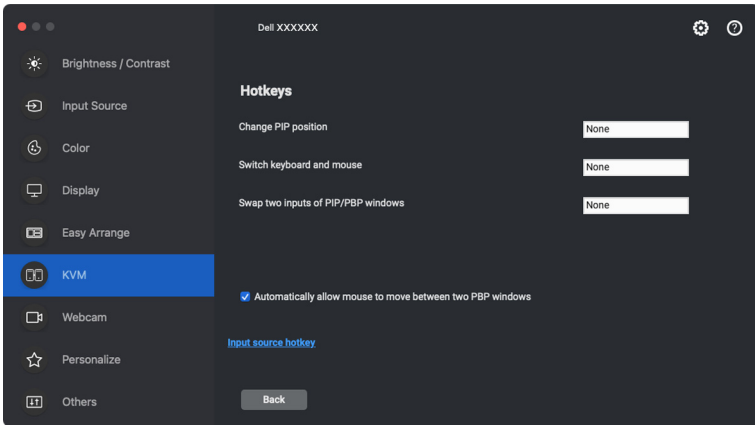 Dell XXXXXX
Brightness / Contrast
Input Source
Color
Display
Easy Arrange
KVM
Webcam
Personalize
Others
Hotkeys
Change PIP position
None
Switch keyboard and mouse
None
Swap two inputs of PIP/PBP windows
None
Automatically allow mouse to move between two PBP windows
Input source hotkey
Back